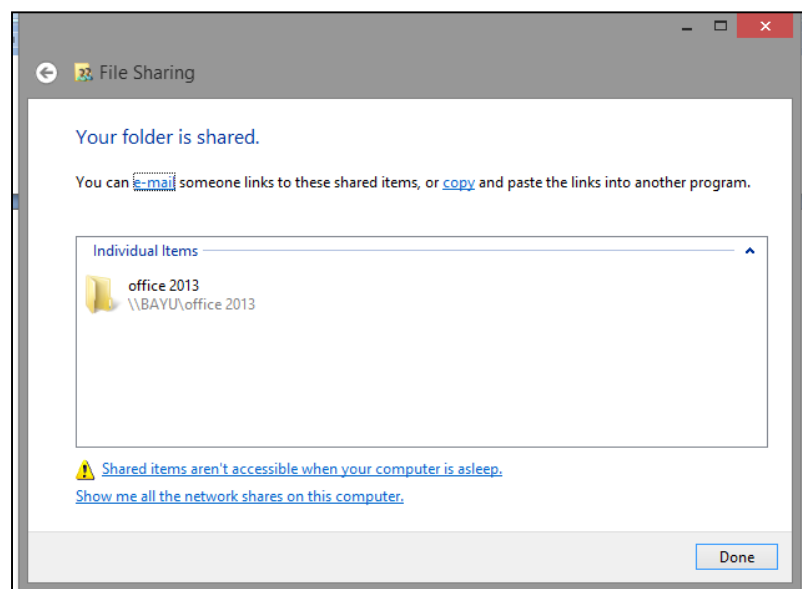 File Sharing
Your folder is shared.
You can e-mail someone links to these shared items, or copy and paste the links into another program.
Individual Items
office 2013
\\BAYU\office 2013
Shared items aren't accessible when your computer is asleep.
Show me all the network shares on this computer.
Done